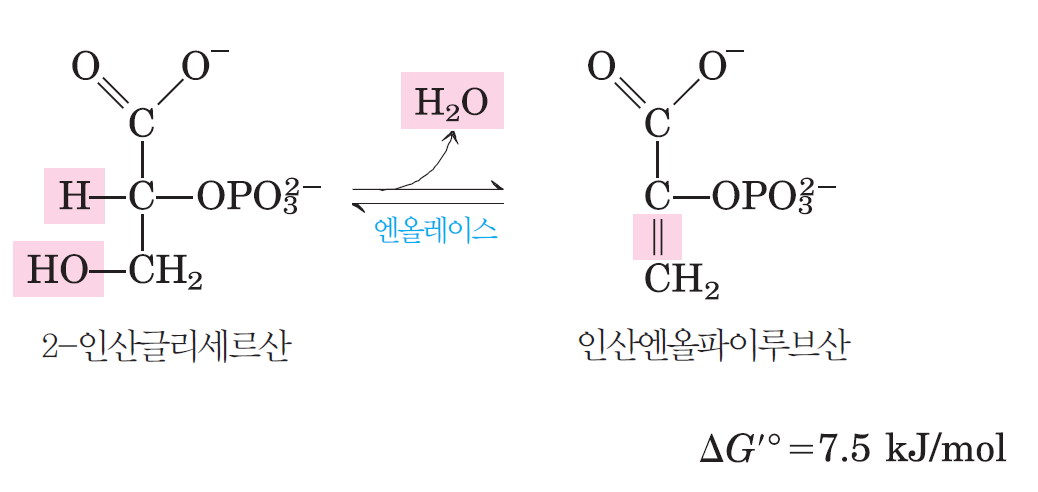 O O⁻ O O⁻
H₂O
C C
H—C—OPO₃²⁻ C—OPO₃²⁻
엔올레이스
HO—CH₂ CH₂
2-인산글리세르산 인산엔올파이루브산
ΔG′°=7.5 kJ/mol